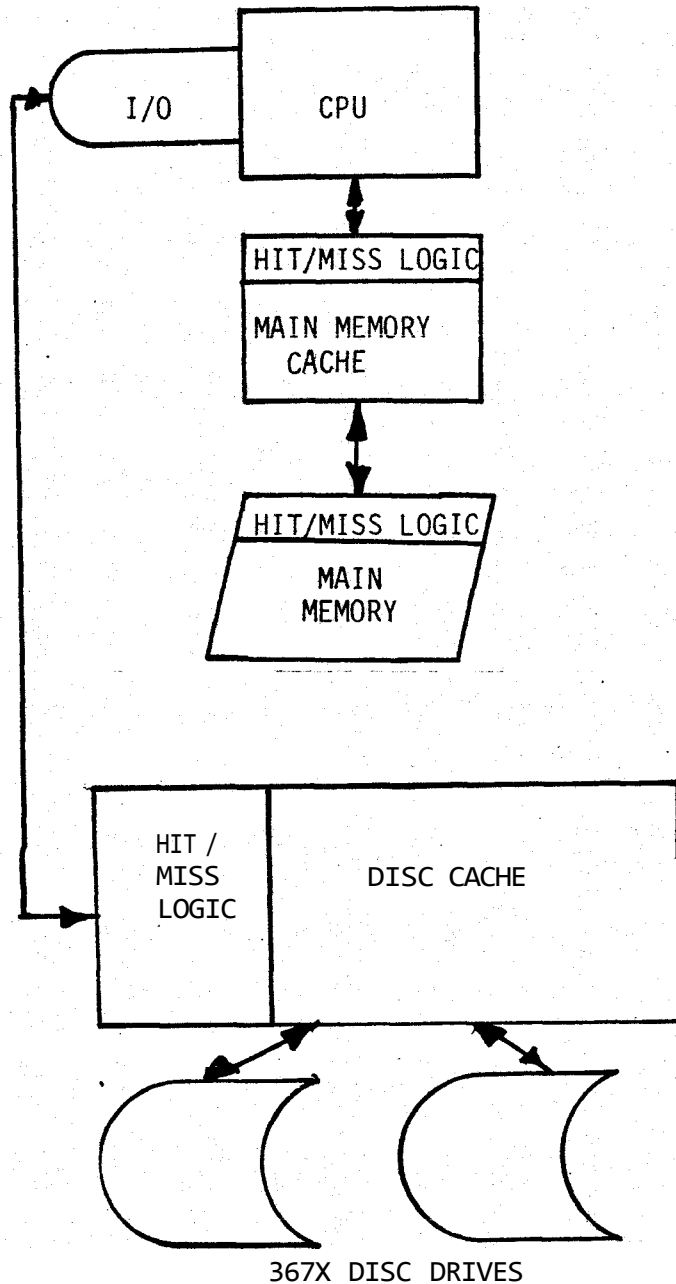 I/O
CPU
HIT/MISS LOGIC
MAIN MEMORY
CACHE
HIT/MISS LOGIC
MAIN
MEMORY
HIT /
MISS
LOGIC
DISC CACHE
367X DISC DRIVES